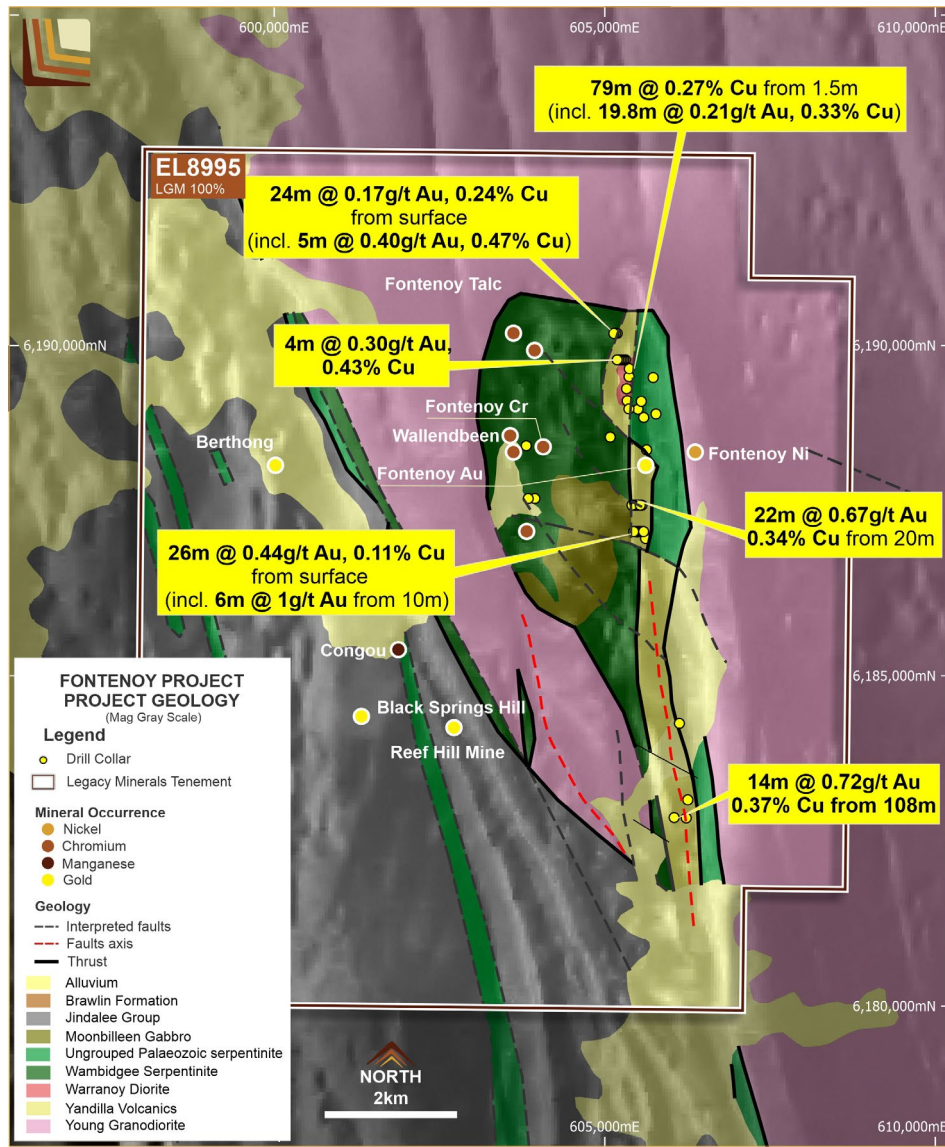 600,000mE
605,000mE
610,000mE
79m @ 0.27% Cu from 1.5m
(incl. 19.8m @ 0.21g/t Au, 0.33% Cu)
EL8995
LGM 100%
24m @ 0.17g/t Au, 0.24% Cu
from surface
(incl. 5m @ 0.40g/t Au, 0.47% Cu)
Fontenoy Talc
6,190,000mN
4m @ 0.30g/t Au,
0.43% Cu
6,190,000mN
Fontenoy Cr
Wallendbeen
Berthong
Fontenoy Au
Fontenoy Ni
22m @ 0.67g/t Au
0.34% Cu from 20m
26m @ 0.44g/t Au, 0.11% Cu
from surface
(incl. 6m @ 1g/t Au from 10m)
Congou
6,185,000mN
Black Springs Hill
Reef Hill Mine
14m @ 0.72g/t Au
0.37% Cu from 108m
FONTENOY PROJECT
PROJECT GEOLOGY
(Mag Gray Scale)
Legend
Drill Collar
Legacy Minerals Tenement
Mineral Occurrence
Nickel
Chromium
Manganese
Gold
Geology
Interpreted faults
Faults axis
Thrust
Alluvium
Brawlin Formation
Jindalee Group
Moonbilleen Gabbro
Ungrouped Palaeozoic serpentinite
Wambidgee Serpentinite
Warranoy Diorite
Yandilla Volcanics
Young Granodiorite
6,180,000mN
NORTH
2km
605,000mE
610,000mE